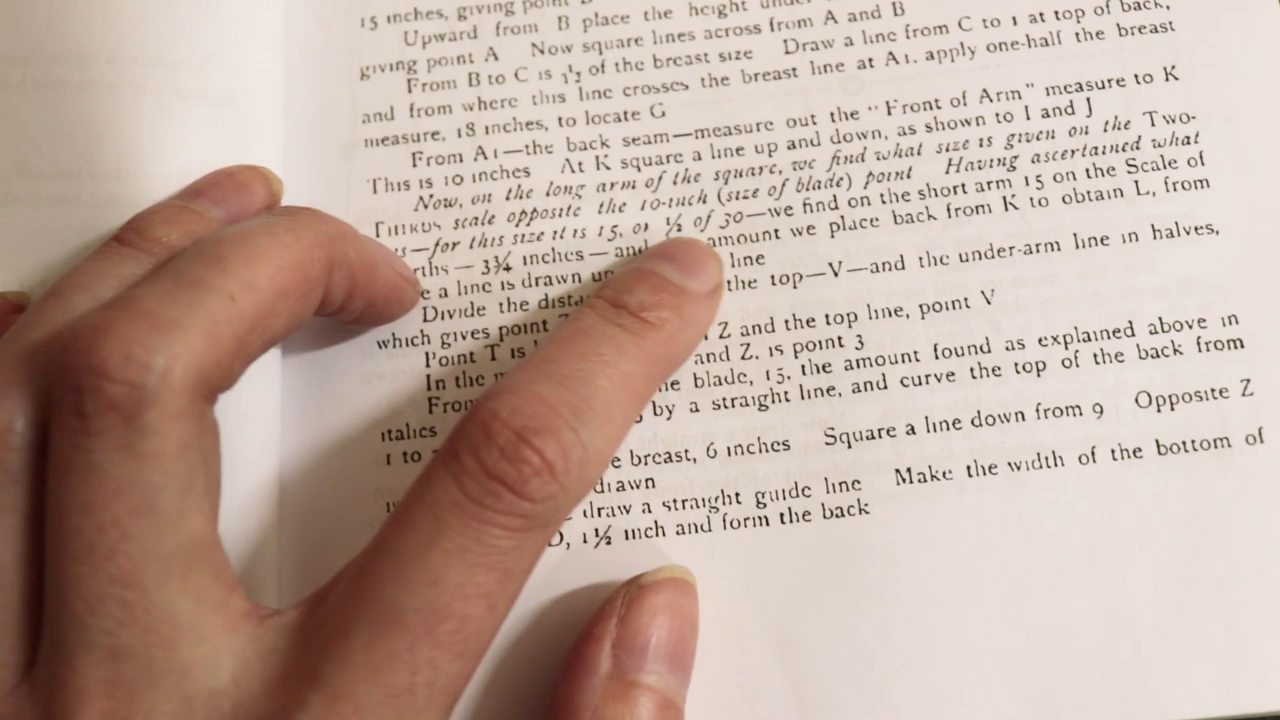 15 inches, giving point B
Upward from B place the height under
giving point A Now square lines across from A and B
From B to C is 1/12 of the breast size Draw a line from C to 1 at top of back,
and from where this line crosses the breast line at A1. apply one-half the breast
measure, 18 inches, to locate G
From A1—the back seam—measure out the "Front of Arm" measure to K
This is 10 inches At K square a line up and down, as shown to I and J
Now, on the long arm of the square, we find what size is given on the Two-
Thirds scale opposite the 10-inch (size of blade) point Having ascertained what
is—for this size it is 15, or ½ of 30—we find on the short arm 15 on the Scale of
rths — 3¾ inches — and amount we place back from K to obtain L, from
e a line is drawn up line
Divide the dista the top—V—and the under-arm line in halves,
which gives point Z
Point T is Z and the top line, point V
In the and Z, is point 3
From e blade, 15, the amount found as explained above in
italics by a straight line, and curve the top of the back from
1 to
e breast, 6 inches Square a line down from 9 Opposite Z
is drawn
draw a straight guide line Make the width of the bottom of
D, 1½ inch and form the back